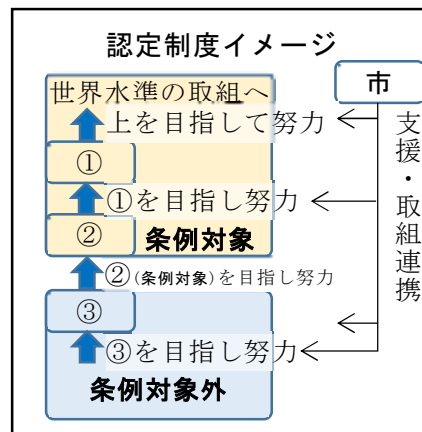 認定制度イメージ
市
世界水準の取組へ
上を目指して努力
①
①を目指し努力
②
条例対象
②(条例対象)を目指し努力
③
③を目指し努力
条例対象外
支援・取組連携